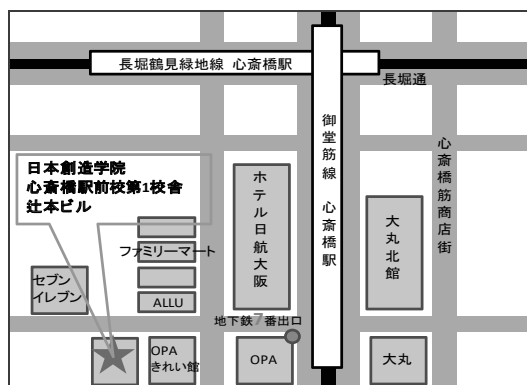 長堀鶴見緑地線 心斎橋駅
長堀通
御堂筋線 心斎橋駅
心斎橋筋商店街
日本創造学院
心斎橋駅前校第1校舎
辻本ビル
ホテル日航大阪
大丸北館
ファミリーマート
セブン
イレブン
ALLU
地下鉄7番出口
OPA
きれい館
OPA
大丸